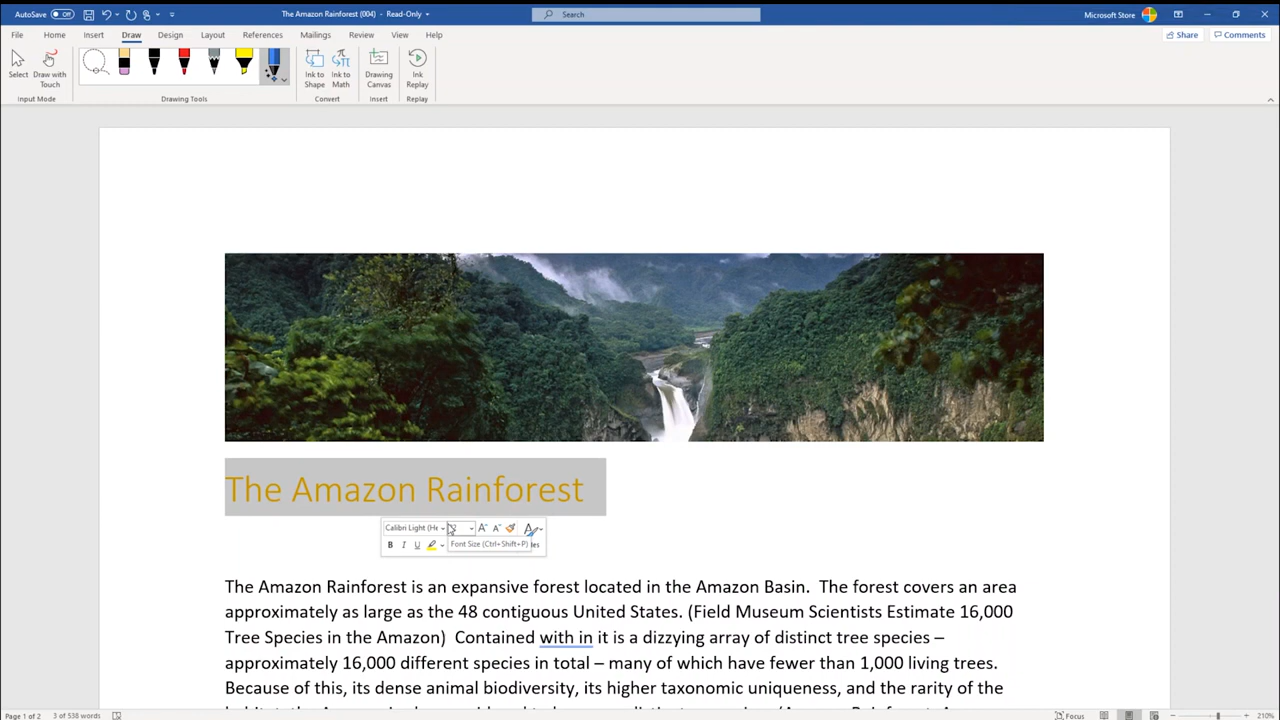 AutoSave Off The Amazon Rainforest (004) - Read-Only Search Microsoft Store
File Home Insert Draw Design Layout References Mailings Review View Help Share Comments
Select Draw with Touch Ink to Shape Ink to Math Drawing Canvas Ink Replay
Input Mode Drawing Tools Convert Insert Replay
The Amazon Rainforest
Calibri Light (He A A A
B I U Font Size (Ctrl+Shift+P)
The Amazon Rainforest is an expansive forest located in the Amazon Basin. The forest covers an area
approximately as large as the 48 contiguous United States. (Field Museum Scientists Estimate 16,000
Tree Species in the Amazon) Contained with in it is a dizzying array of distinct tree species –
approximately 16,000 different species in total – many of which have fewer than 1,000 living trees.
Because of this, its dense animal biodiversity, its higher taxonomic uniqueness, and the rarity of the
Page 1 of 2 3 of 538 words Focus 210%